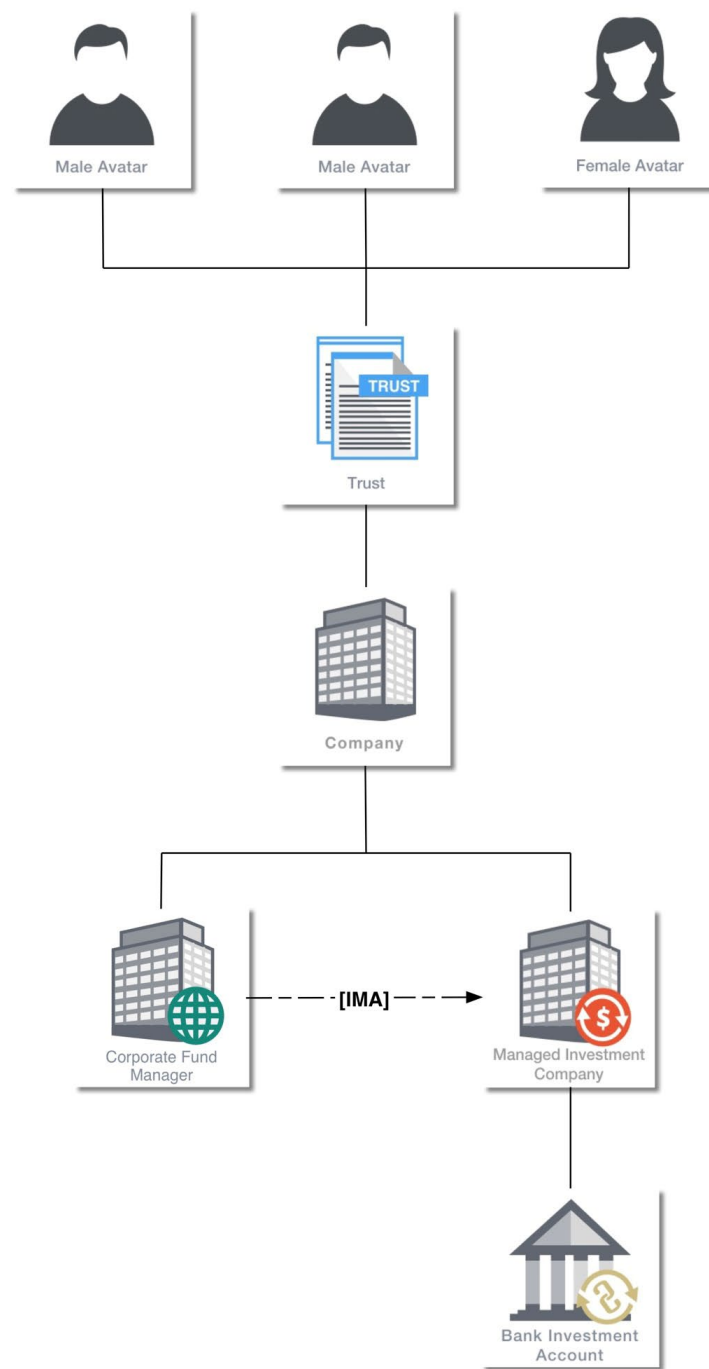 Male Avatar
Male Avatar
Female Avatar
TRUST
Trust
Company
[IMA]
Corporate Fund
Manager
Managed Investment
Company
$
Bank Investment
Account